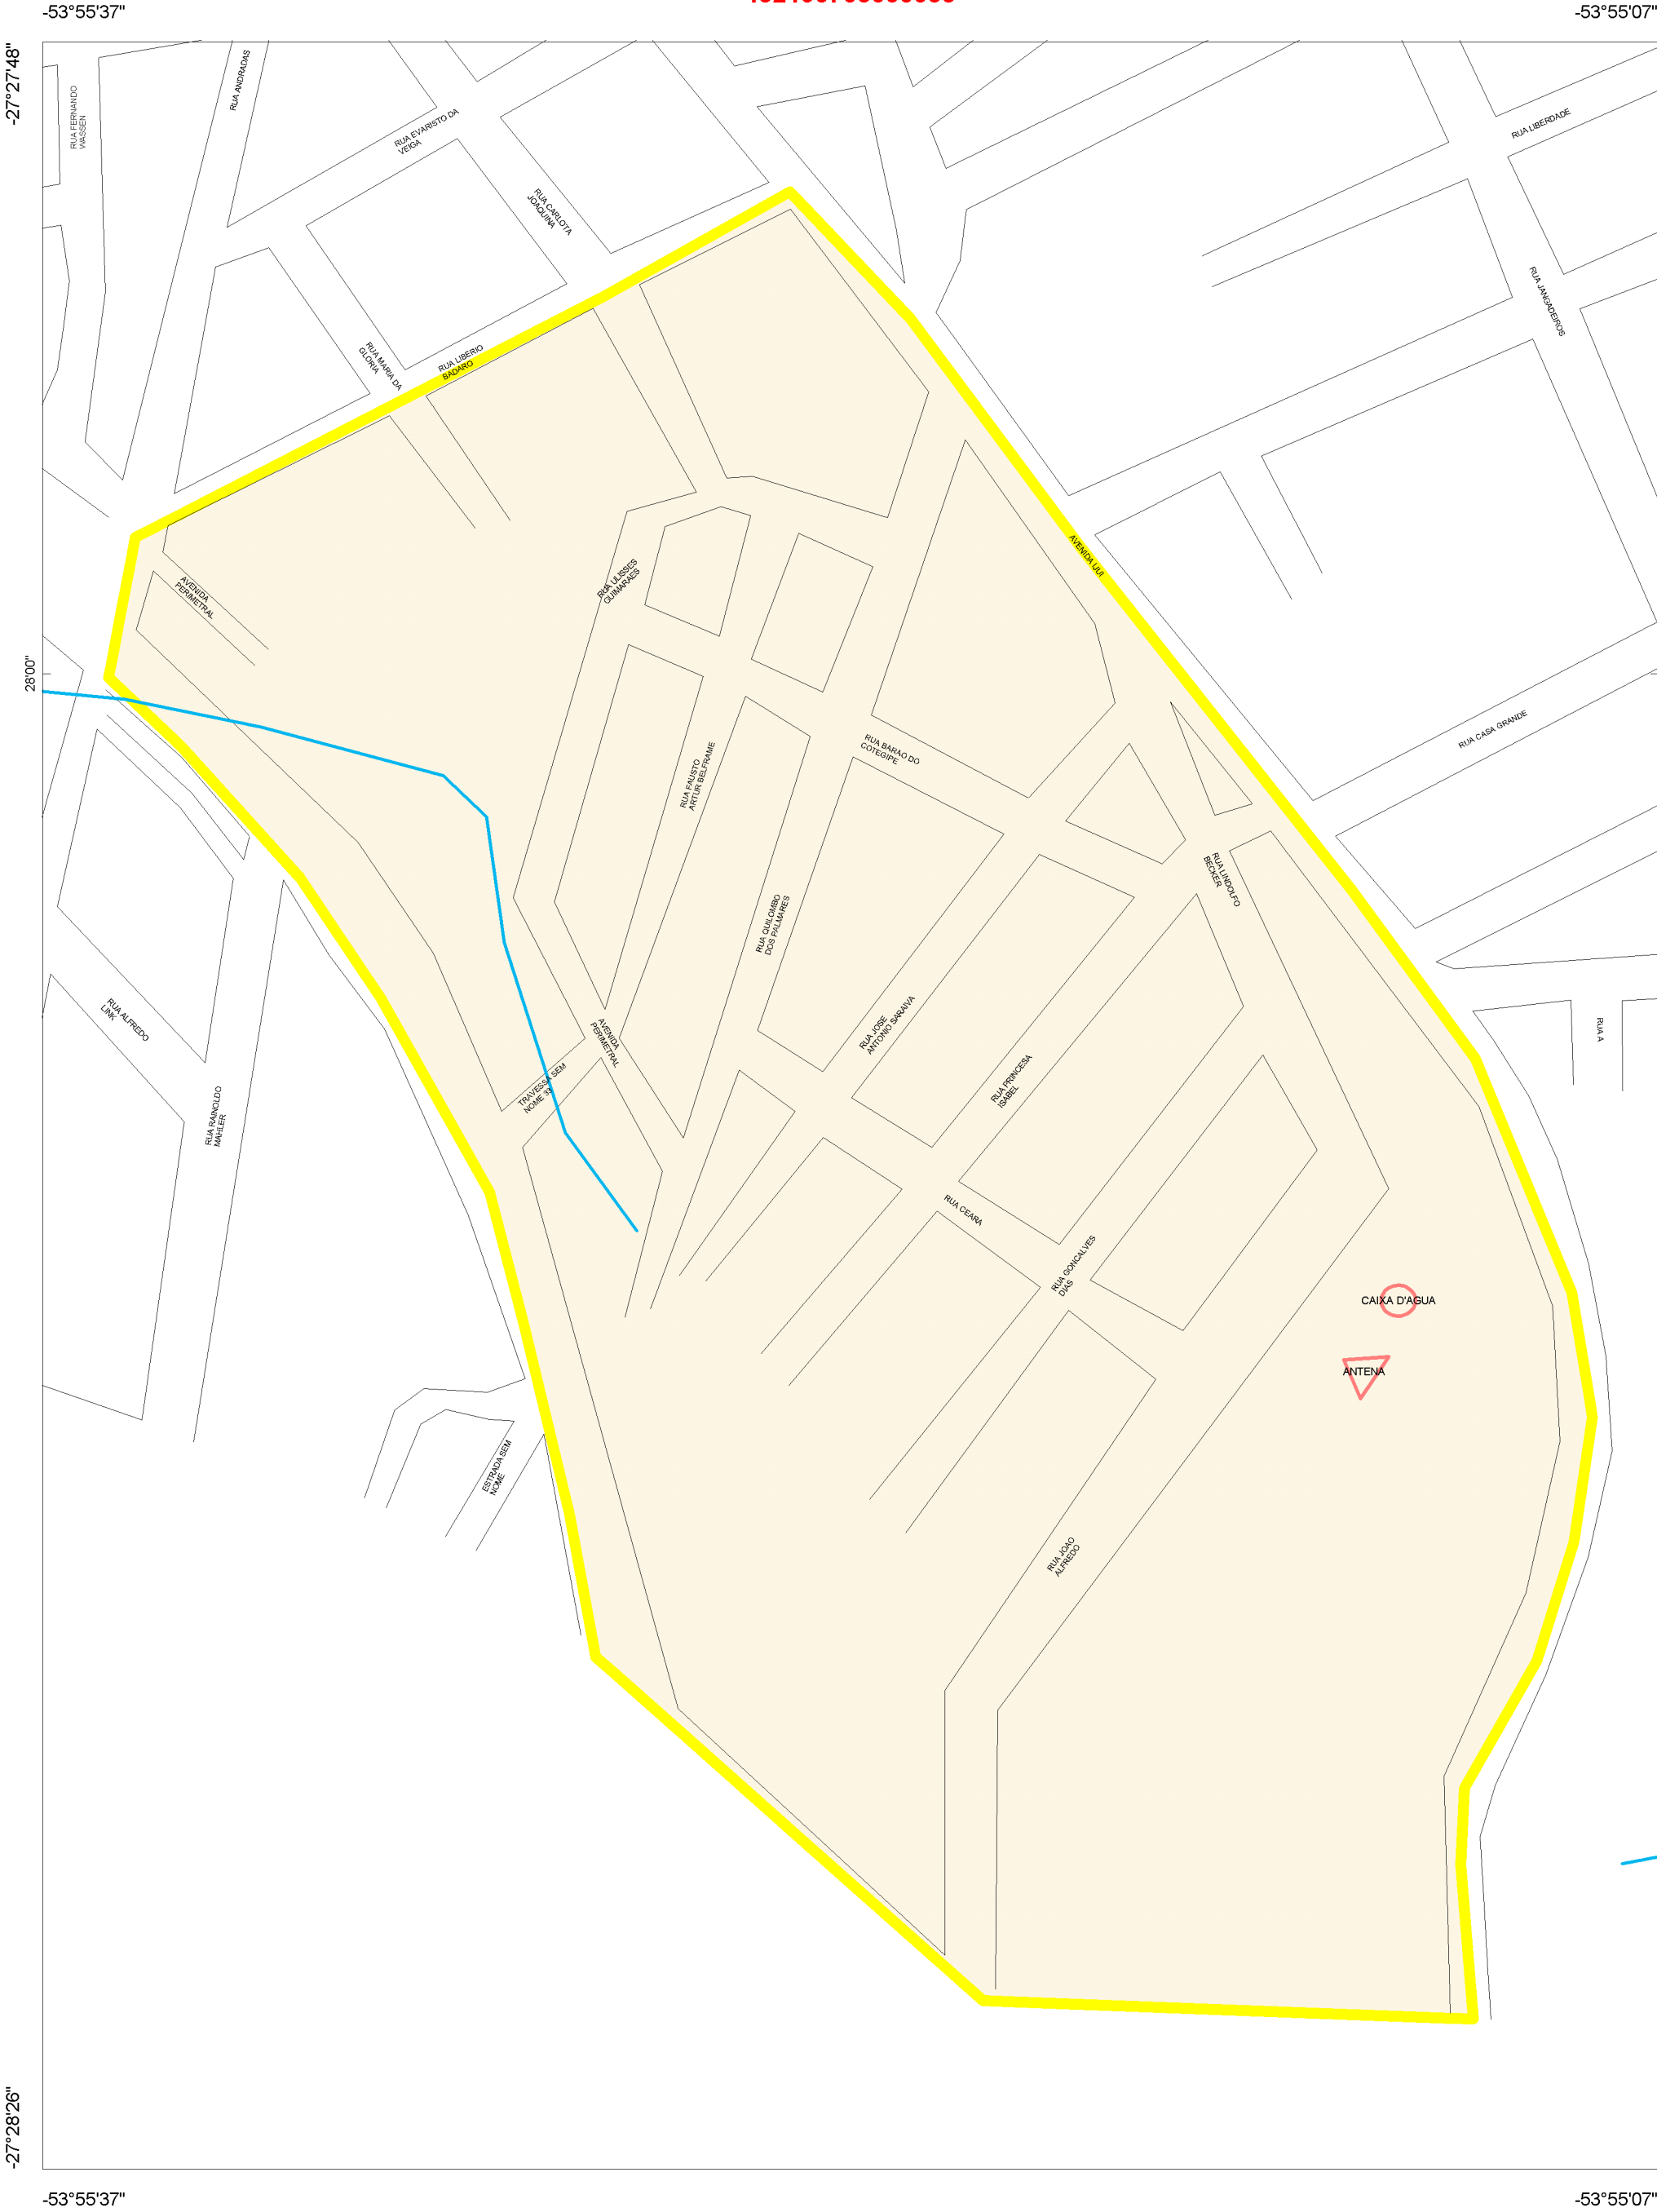 -53°55'37"
-53°55'07"
-27°27'48"
RUA FERNANDO
WASSEN
RUA ANDRADAS
RUA EVARISTO DA
VEIGA
RUA LIBERDADE
RUA CARLOTA
JOAQUINA
RUA JANGADEIROS
RUA MARIA DA
GLORIA
RUA LIBERIO
BADARO
AVENIDA IJUI
AVENIDA
PERIMETRAL
RUA ULISSES
GUIMARAES
28'00"
RUA CASA GRANDE
RUA BARAO DO
COTEGIPE
RUA FAUSTO
ARTUR BELFRAME
RUA LINDOLFO
BECKER
RUA QUILOMBO
DOS PALMARES
RUA ALFREDO
LINK
RUA JOSE
ANTONIO SARAIVA
RUA A
AVENIDA
PERIMETRAL
TRAVESSA SEM
NOME 33
RUA PRINCESA
ISABEL
RUA RAINOLDO
MAHLER
RUA CEARA
RUA GONCALVES
DIAS
CAIXA D'AGUA
ANTENA
ESTRADA SEM
NOME
RUA JOAO
ALFREDO
-27°28'26"
-53°55'37"
-53°55'07"